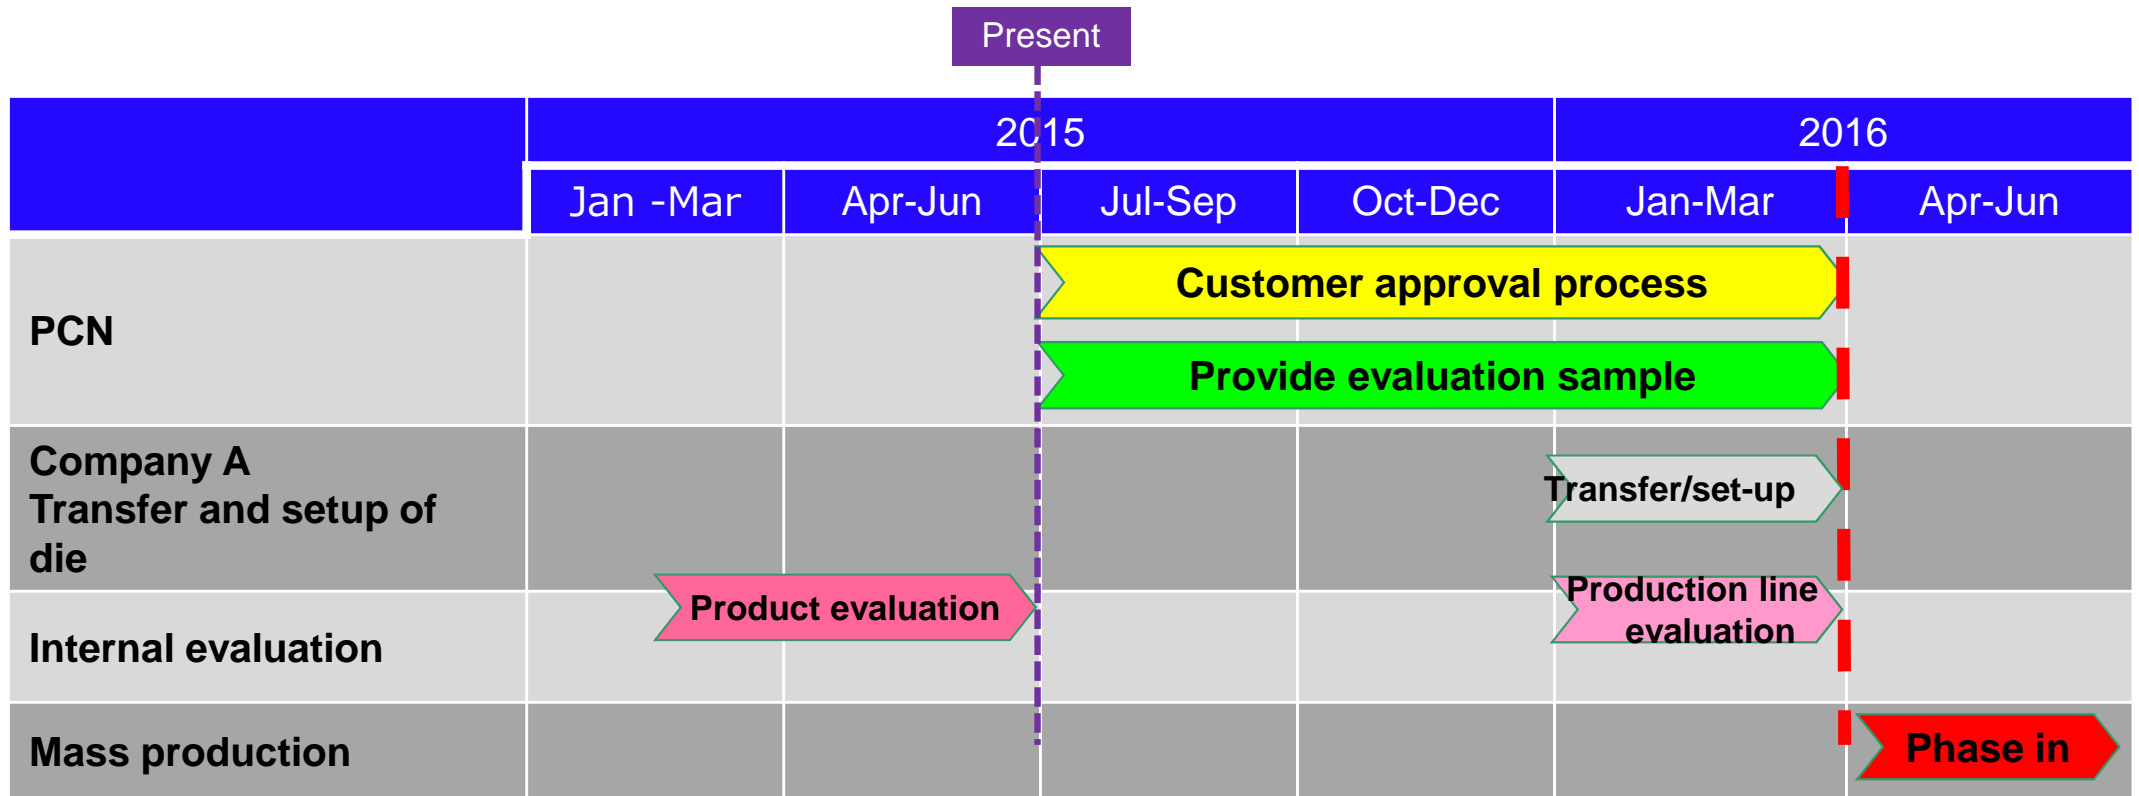 Present
2015
2016
Jan -Mar
Apr-Jun
Jul-Sep
Oct-Dec
Jan-Mar
Apr-Jun
PCN
Customer approval process
Provide evaluation sample
Company A
Transfer and setup of
die
Transfer/set-up
Internal evaluation
Product evaluation
Production line
evaluation
Mass production
Phase in